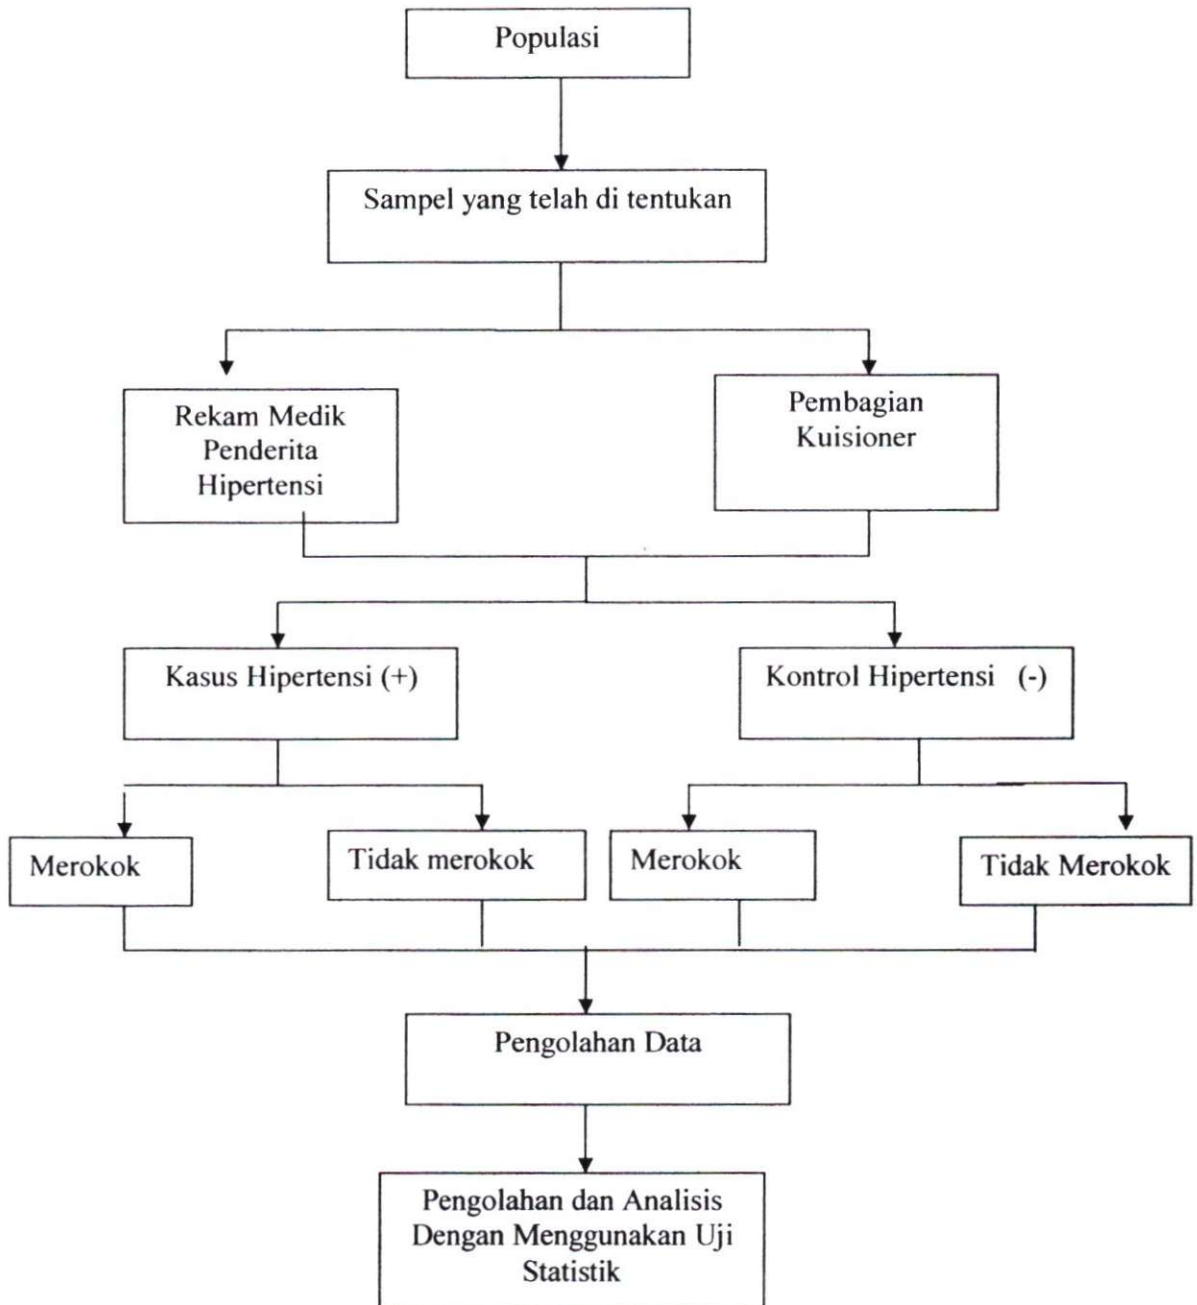 Populasi
Sampel yang telah di tentukan
Rekam Medik
Penderita
Hipertensi
Pembagian
Kuisioner
Kasus Hipertensi (+)
Kontrol Hipertensi (-)
Merokok
Tidak merokok
Merokok
Tidak Merokok
Pengolahan Data
Pengolahan dan Analisis
Dengan Menggunakan Uji
Statistik